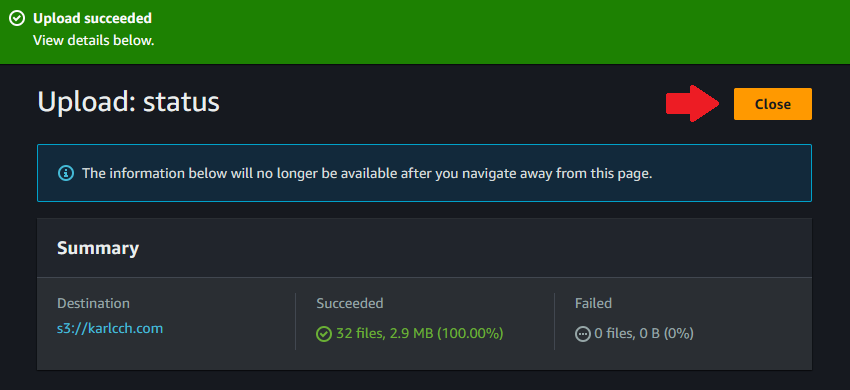 Upload succeeded
View details below.
Upload: status
Close
The information below will no longer be available after you navigate away from this page.
Summary
Destination
s3://karlcch.com
Succeeded
32 files, 2.9 MB (100.00%)
Failed
0 files, 0 B (0%)